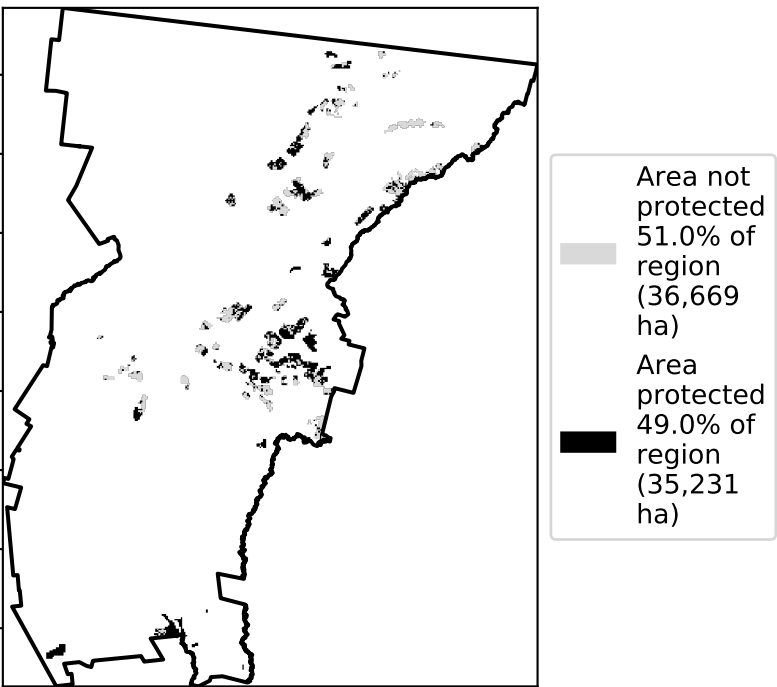 Area not
protected
51.0% of
region
(36,669
ha)
Area
protected
49.0% of
region
(35,231
ha)